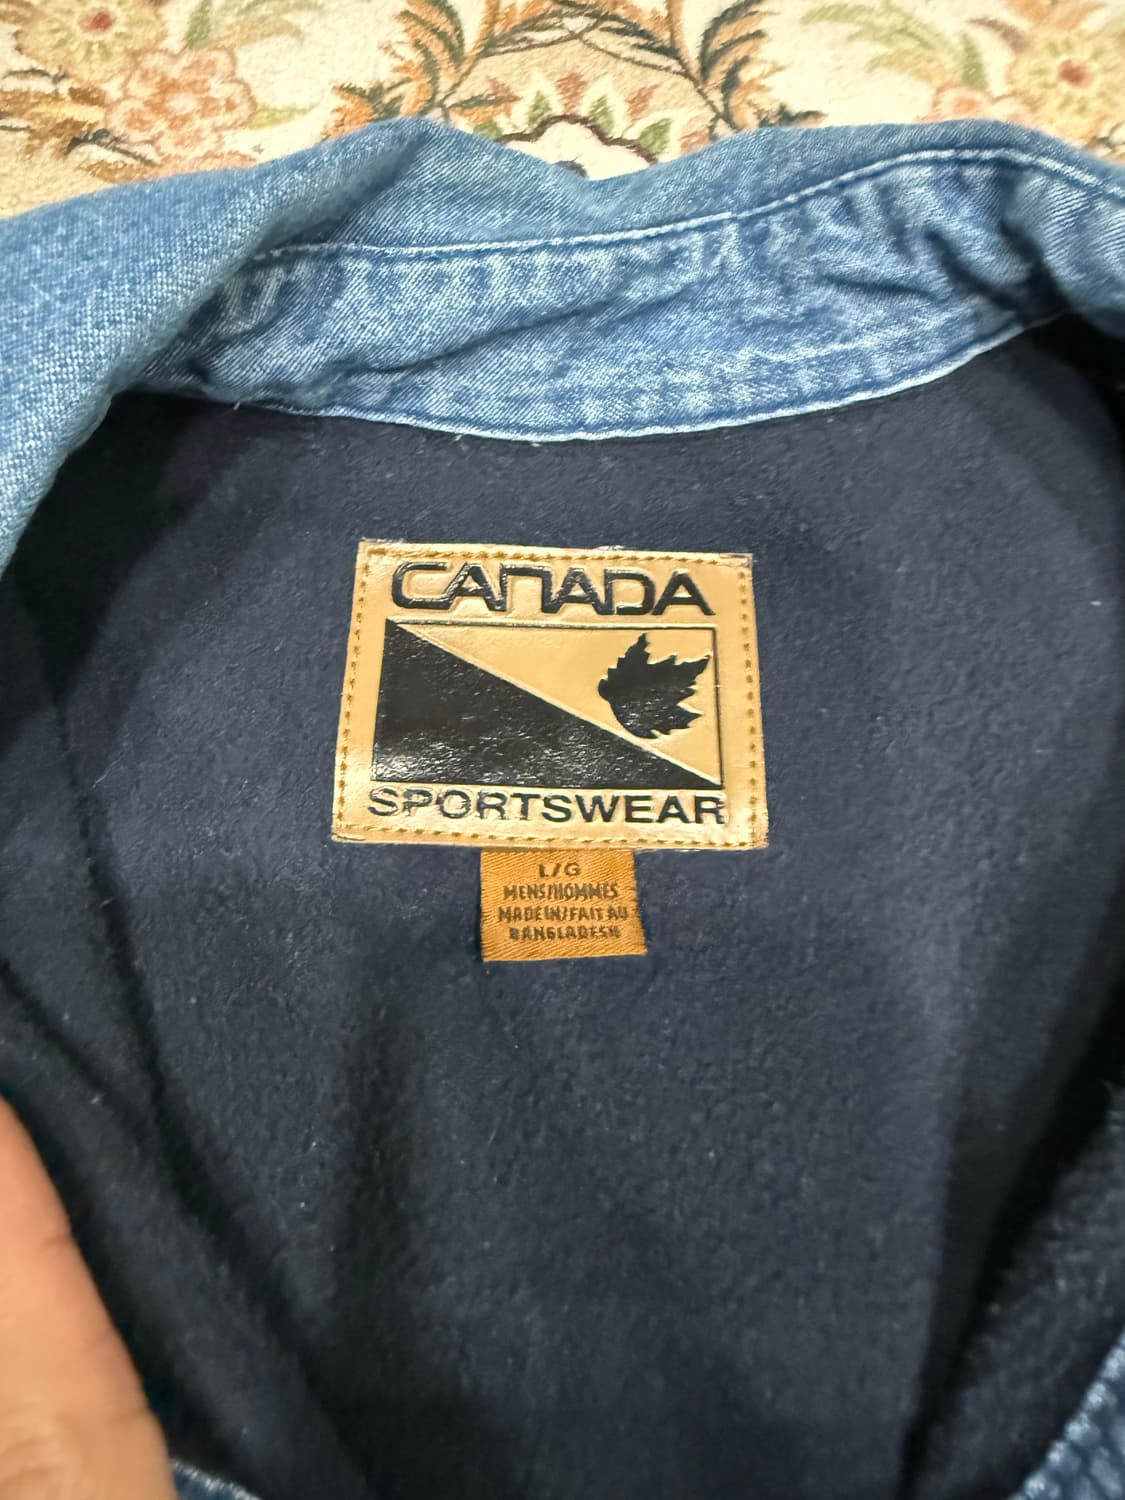 CANADA
SPORTSWEAR
L/G
MENS/HOMMES
MADE IN/FAIT AU
BANGLADESH